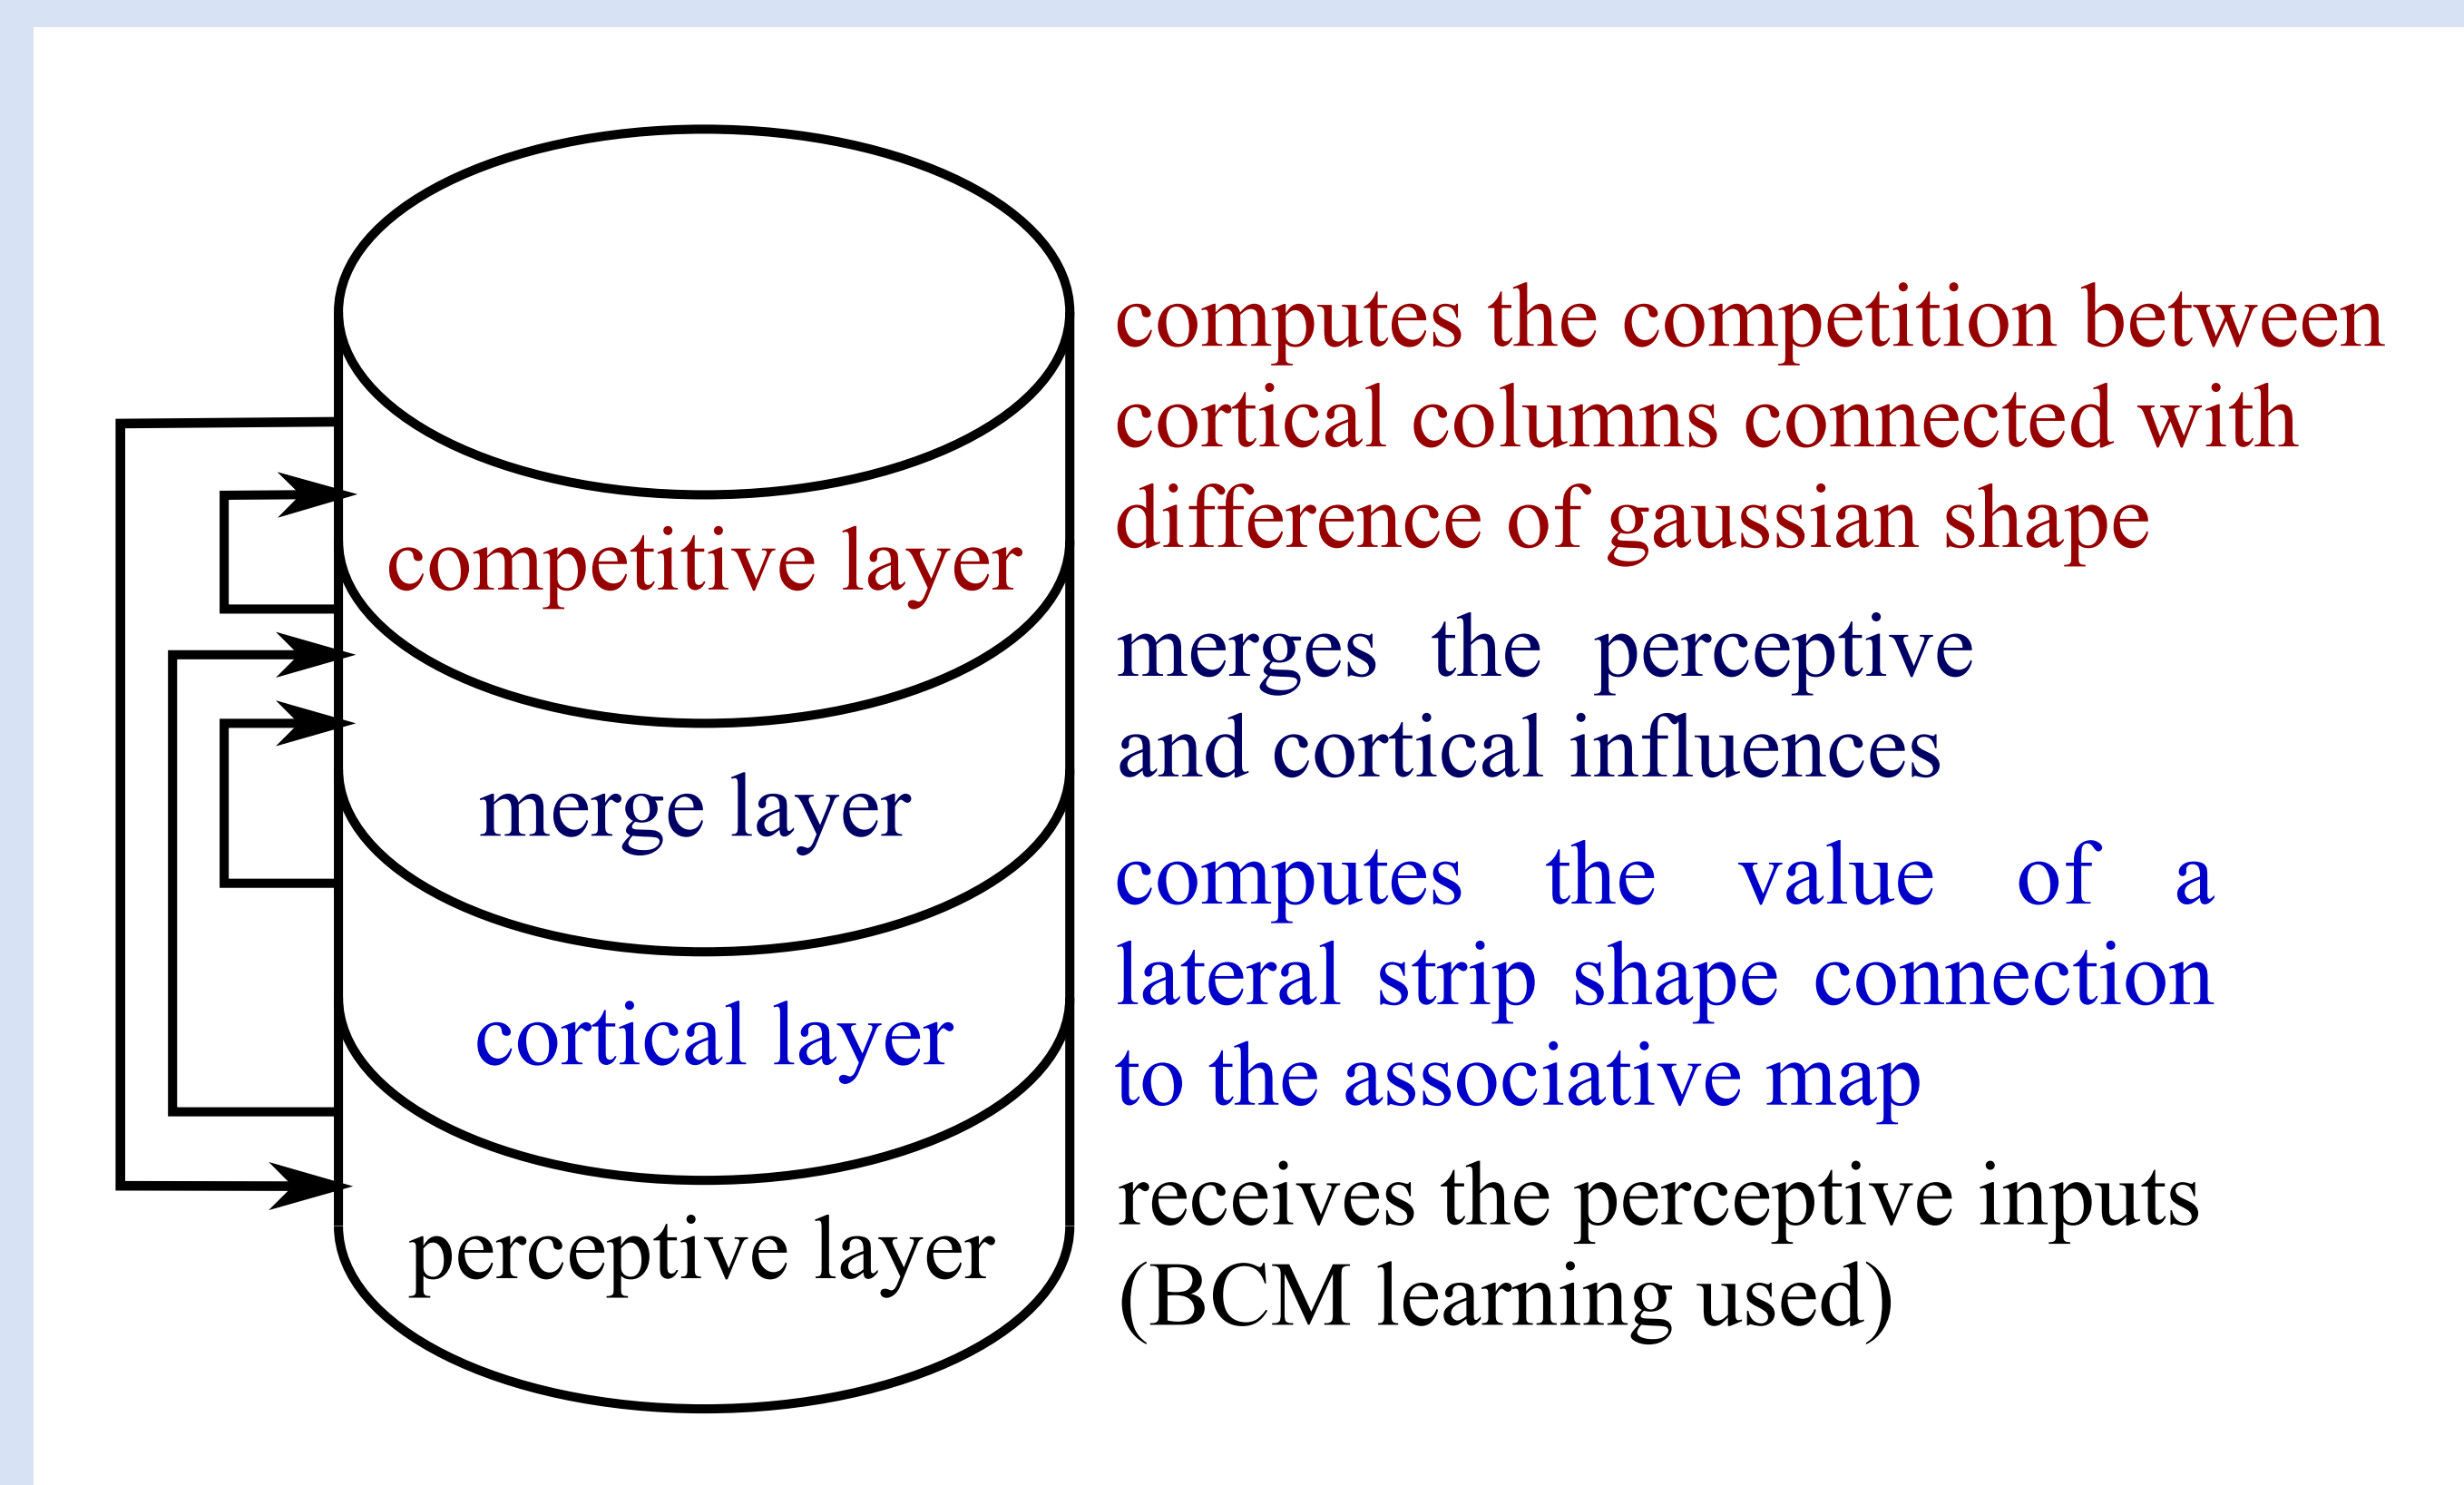 computes the competition between
cortical columns connected with
difference of gaussian shape
competitive layer
merges the perceptive
and cortical influences
merge layer
computes the value of a
lateral strip shape connection
to the associative map
cortical layer
receives the perceptive inputs
(BCM learning used)
perceptive layer